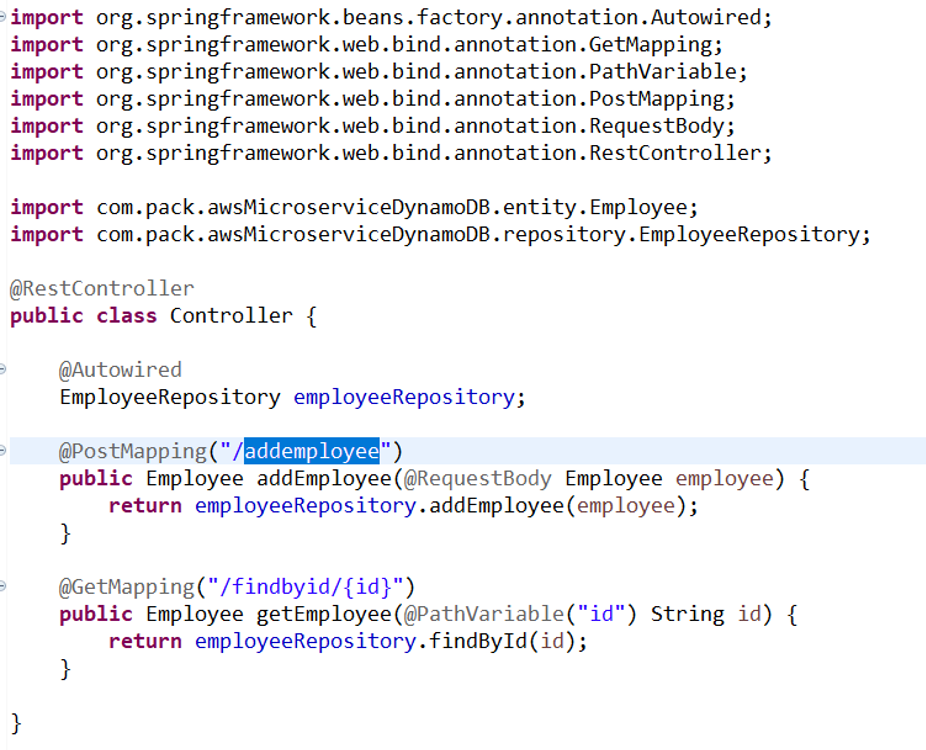 import org.springframework.beans.factory.annotation.Autowired;
import org.springframework.web.bind.annotation.GetMapping;
import org.springframework.web.bind.annotation.PathVariable;
import org.springframework.web.bind.annotation.PostMapping;
import org.springframework.web.bind.annotation.RequestBody;
import org.springframework.web.bind.annotation.RestController;
import com.pack.awsMicroserviceDynamoDB.entity.Employee;
import com.pack.awsMicroserviceDynamoDB.repository.EmployeeRepository;
@RestController
public class Controller {
@Autowired
EmployeeRepository employeeRepository;
@PostMapping("/addemployee")
public Employee addEmployee(@RequestBody Employee employee) {
return employeeRepository.addEmployee(employee);
}
@GetMapping("/findbyid/{id}")
public Employee getEmployee(@PathVariable("id") String id) {
return employeeRepository.findById(id);
}
}